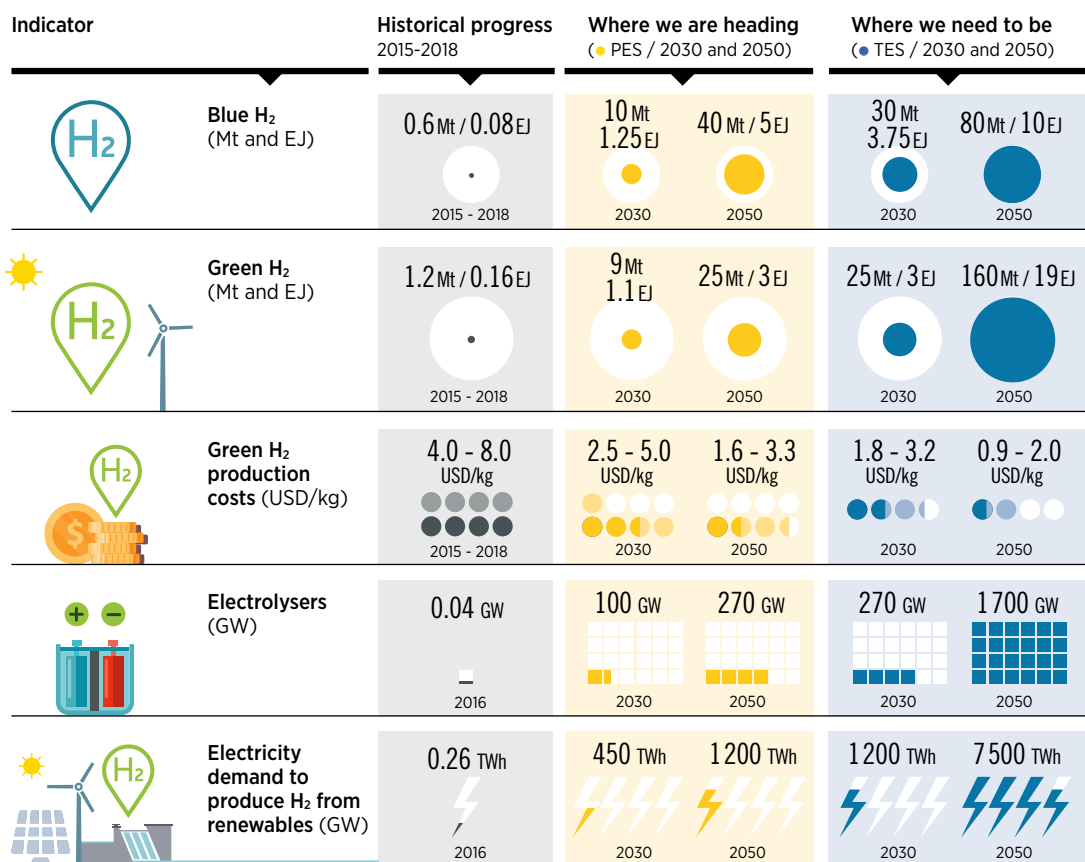 Indicator
Historical progress
2015-2018
Where we are heading
(● PES / 2030 and 2050)
Where we need to be
(● TES / 2030 and 2050)
H₂
Blue H₂
(Mt and EJ)
0.6 Mt / 0.08 EJ
2015 - 2018
10 Mt
1.25 EJ
2030
40 Mt / 5 EJ
2050
30 Mt
3.75 EJ
2030
80 Mt / 10 EJ
2050
H₂
Green H₂
(Mt and EJ)
1.2 Mt / 0.16 EJ
2015 - 2018
9 Mt
1.1 EJ
2030
25 Mt / 3 EJ
2050
25 Mt / 3 EJ
2030
160 Mt / 19 EJ
2050
H₂
$
Green H₂
production
costs (USD/kg)
4.0 - 8.0
USD/kg
2015 - 2018
2.5 - 5.0
USD/kg
2030
1.6 - 3.3
USD/kg
2050
1.8 - 3.2
USD/kg
2030
0.9 - 2.0
USD/kg
2050
+ −
Electrolysers
(GW)
0.04 GW
2016
100 GW
2030
270 GW
2050
270 GW
2030
1 700 GW
2050
H₂
Electricity
demand to
produce H₂ from
renewables (GW)
0.26 TWh
2016
450 TWh
2030
1 200 TWh
2050
1 200 TWh
2030
7 500 TWh
2050